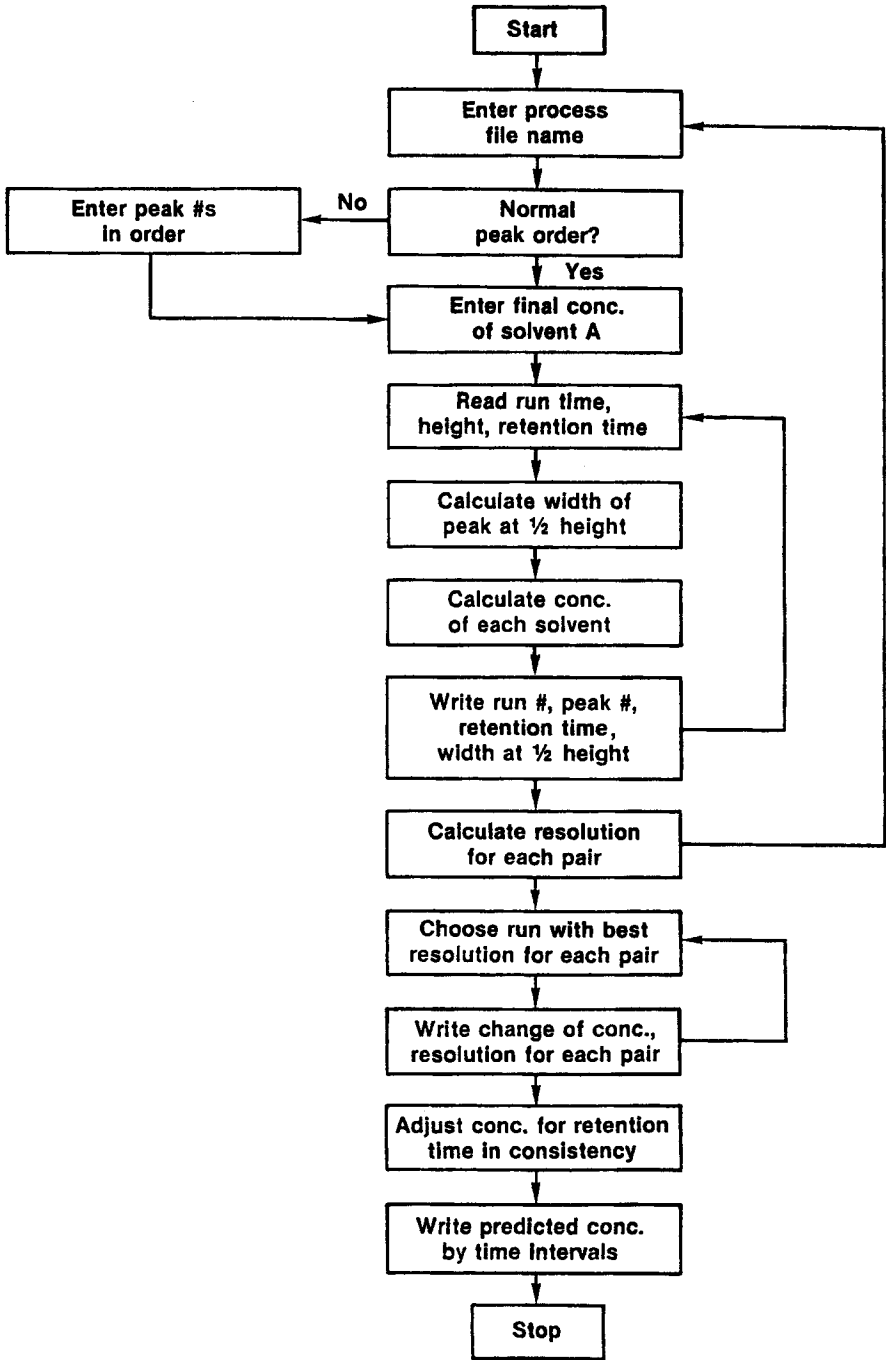 Start
Enter process
file name
No
Enter peak #s
in order
Normal
peak order?
Yes
Enter final conc.
of solvent A
Read run time,
height, retention time
Calculate width of
peak at ½ height
Calculate conc.
of each solvent
Write run #, peak #,
retention time,
width at ½ height
Calculate resolution
for each pair
Choose run with best
resolution for each pair
Write change of conc.,
resolution for each pair
Adjust conc. for retention
time in consistency
Write predicted conc.
by time intervals
Stop